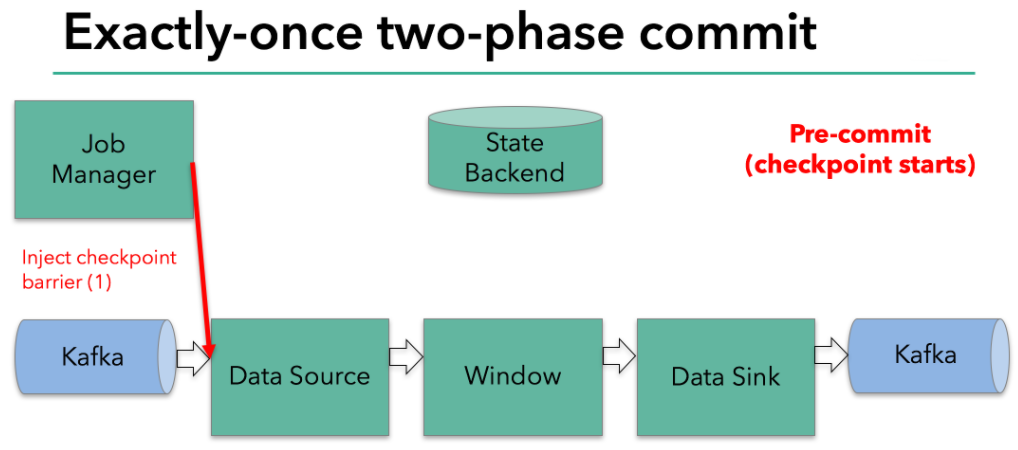 Exactly-once two-phase commit
Job
Manager
State
Backend
Pre-commit
(checkpoint starts)
Inject checkpoint
barrier (1)
Kafka
Data Source
Window
Data Sink
Kafka